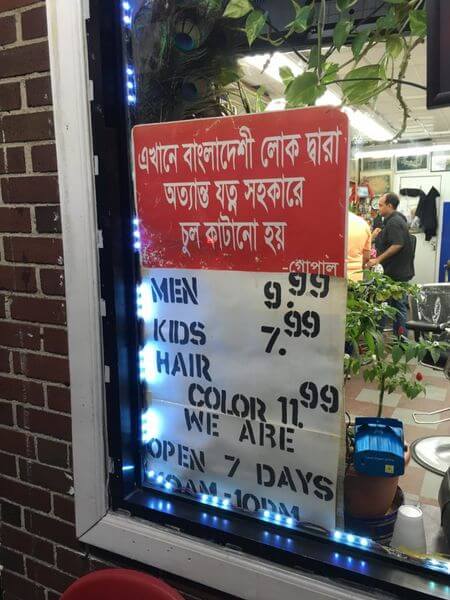 এখানে বাংলাদেশী লোক দ্বারা
অত্যান্ত যত্ন সহকারে
চুল কাটানো হয়
গোপাল
MEN 9.99
KIDS 7.99
HAIR
COLOR 11.99
WE ARE
OPEN 7 DAYS
10AM-10PM